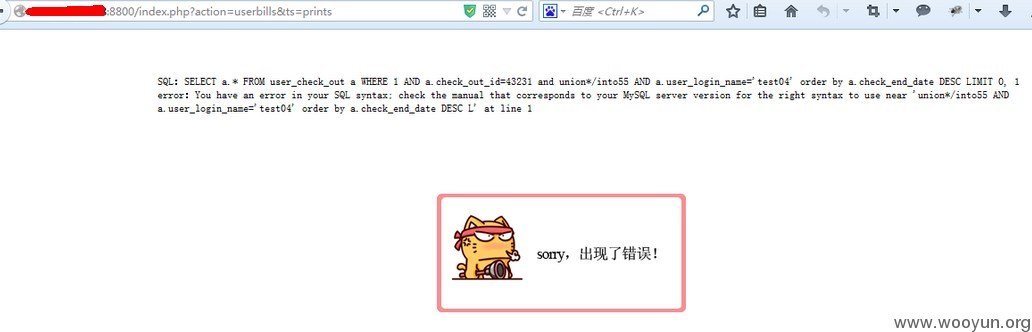 :8800/index.php?action=userbills&ts=prints
百度 <Ctrl+K>
SQL: SELECT a.* FROM user_check_out a WHERE 1 AND a.check_out_id=43231 and union*/into55 AND a.user_login_name='test04' order by a.check_end_date DESC LIMIT 0, 1
error: You have an error in your SQL syntax; check the manual that corresponds to your MySQL server version for the right syntax to use near 'union*/into55 AND
a.user_login_name='test04' order by a.check_end_date DESC L' at line 1
sorry，出现了错误！
www.wooyun.org